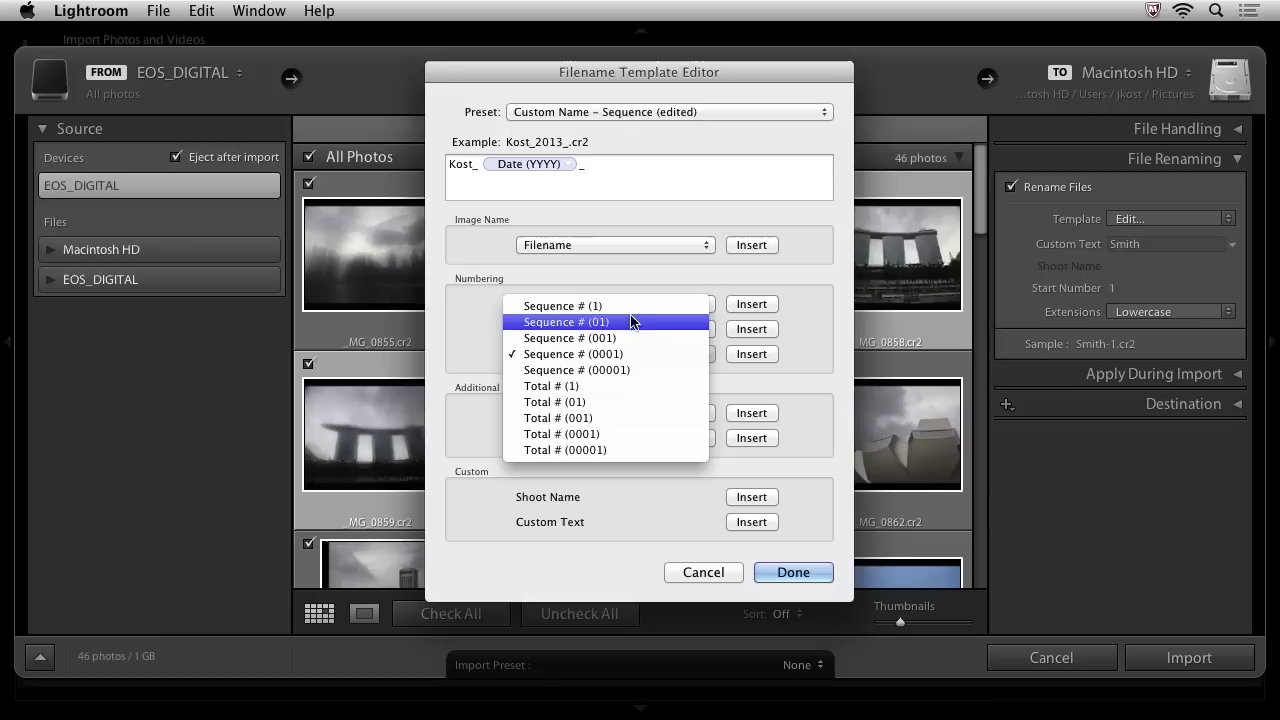 Lightroom File Edit Window Help
Import Photos and Videos
FROM EOS_DIGITAL
All photos
TO Macintosh HD
...tosh HD / Users / jkost / Pictures
Filename Template Editor
Preset: Custom Name – Sequence (edited)
Example: Kost_2013_.cr2
Kost_ Date (YYYY) _
Image Name
Filename Insert
Numbering
Insert
Insert
Insert
Sequence # (1)
Sequence # (01)
Sequence # (001)
✓ Sequence # (0001)
Sequence # (00001)
Total # (1)
Total # (01)
Total # (001)
Total # (0001)
Total # (00001)
Additional
Insert
Insert
Custom
Shoot Name Insert
Custom Text Insert
Cancel Done
Source
Devices Eject after import
EOS_DIGITAL
Files
Macintosh HD
EOS_DIGITAL
All Photos
46 photos
_MG_0855.cr2
_MG_0858.cr2
_MG_0859.cr2
_MG_0862.cr2
File Handling
File Renaming
Rename Files
Template Edit...
Custom Text Smith
Shoot Name
Start Number 1
Extensions Lowercase
Sample : Smith-1.cr2
Apply During Import
Destination
Check All Uncheck All Sort: Off Thumbnails
46 photos / 1 GB
Import Preset : None
Cancel Import